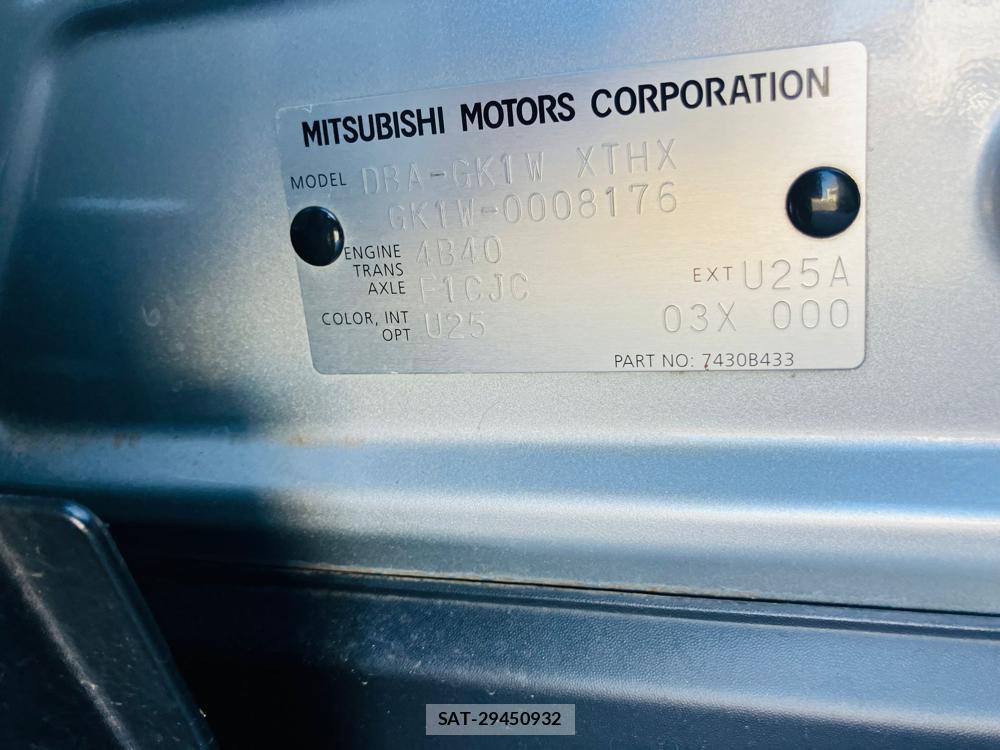 MITSUBISHI MOTORS CORPORATION
MODEL DBA-GK1W XTHX
GK1W-0008176
ENGINE 4B40
TRANS
AXLE F1CJC
EXT U25A
COLOR, INT
OPT U25
03X 000
PART NO: 7430B433
SAT-29450932